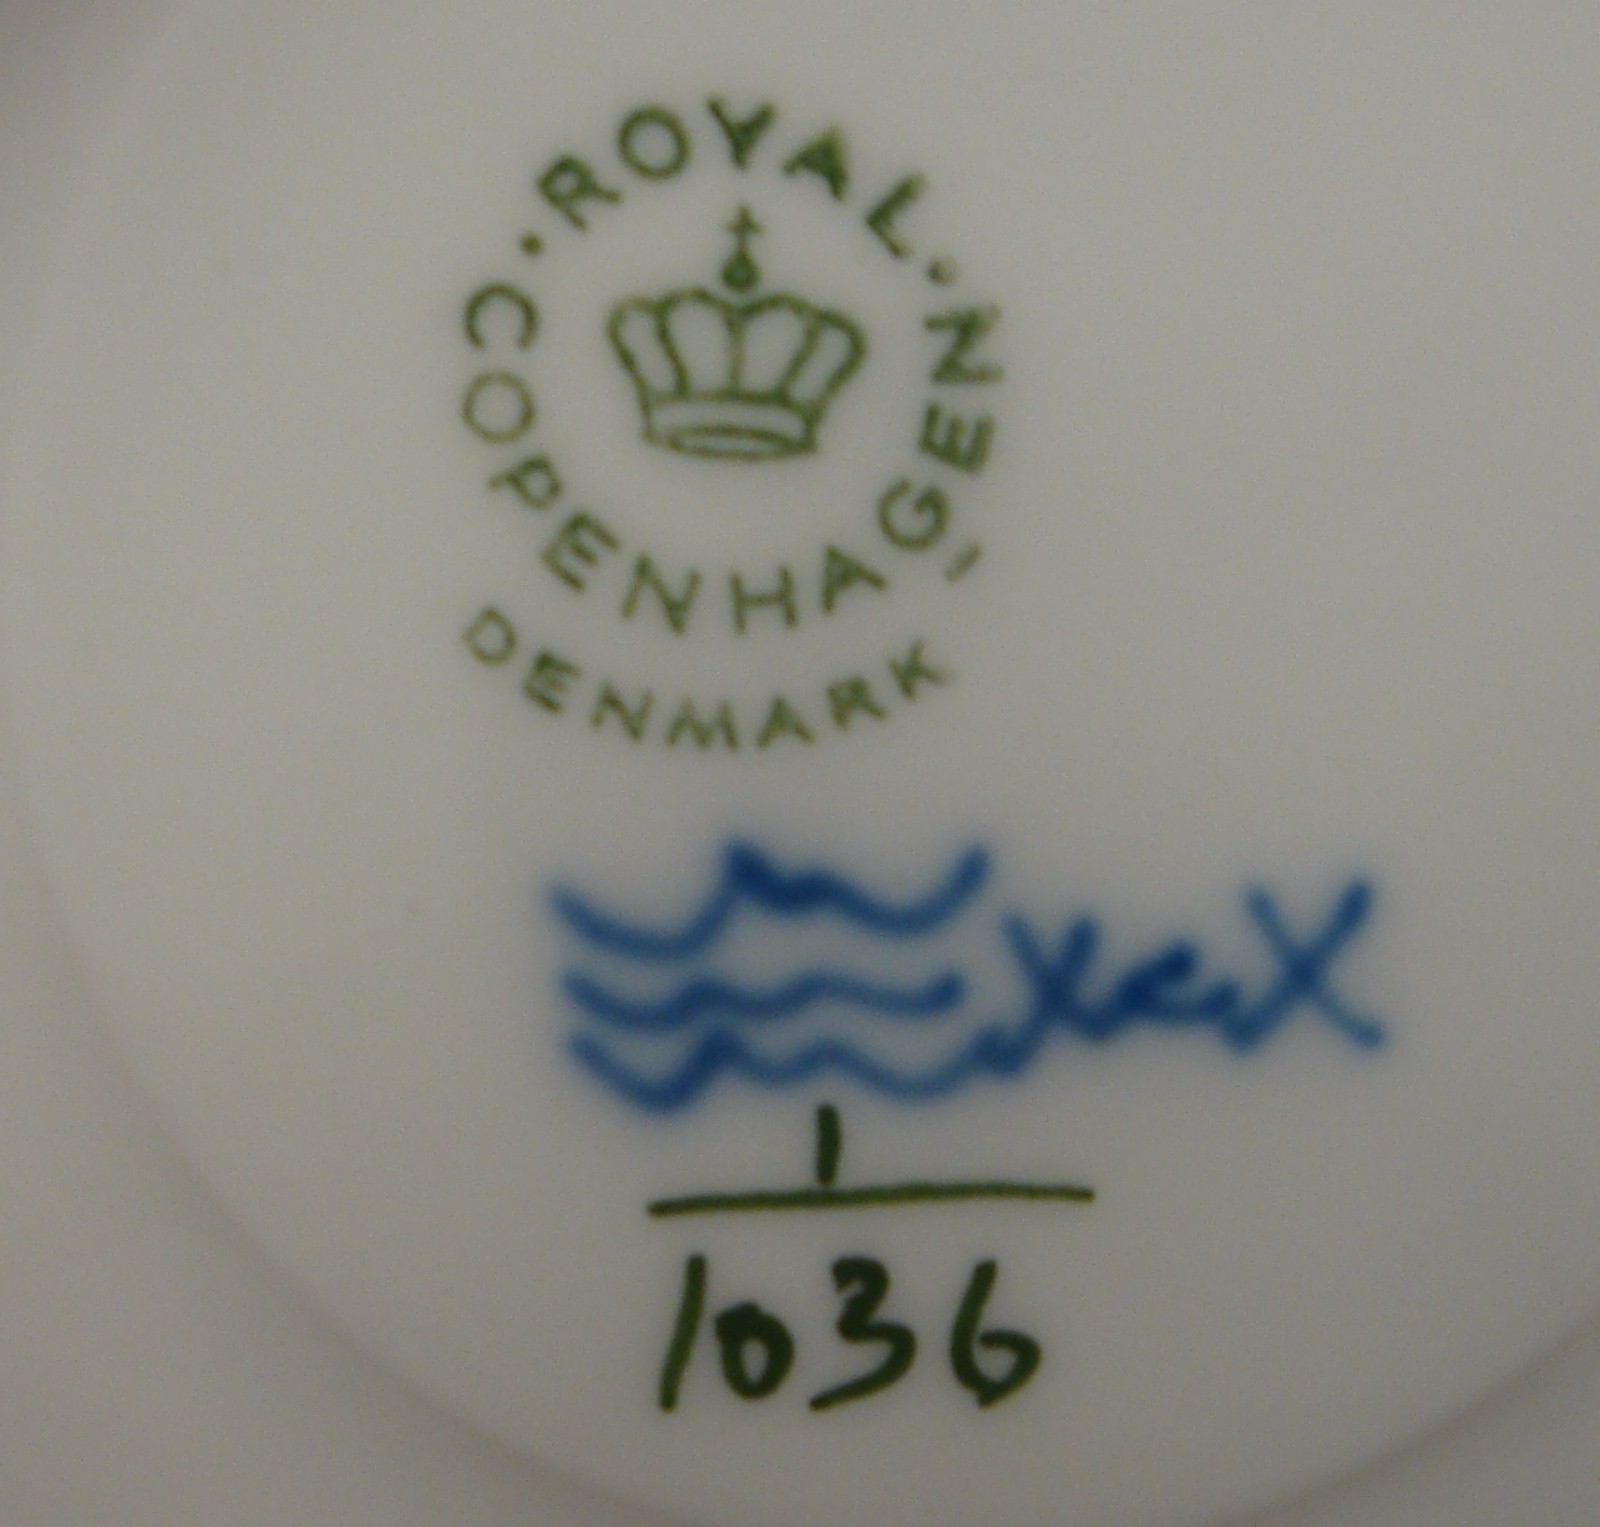 · ROYAL ·
COPENHAGEN
DENMARK
1
1036